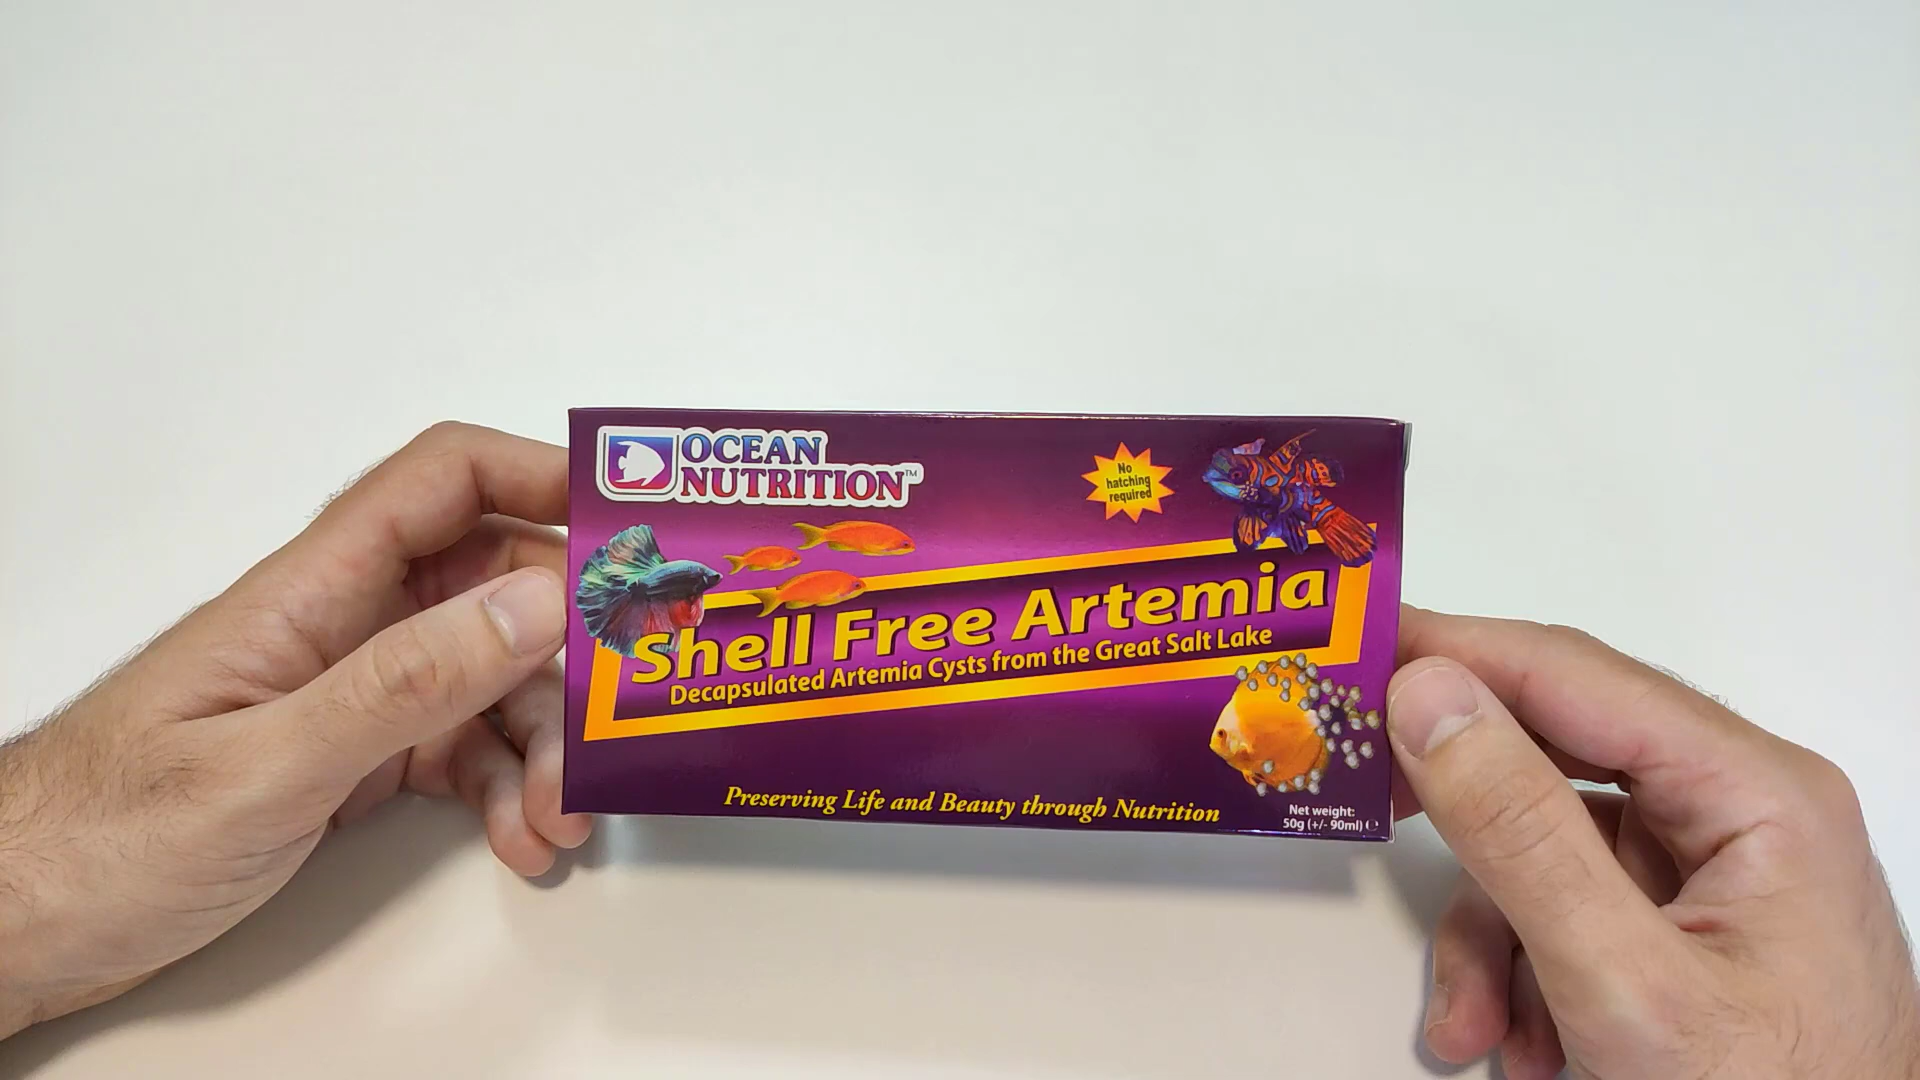 OCEAN
NUTRITION™
No
hatching
required
Shell Free Artemia
Decapsulated Artemia Cysts from the Great Salt Lake
Preserving Life and Beauty through Nutrition
Net weight:
50g (+/- 90ml) ℮